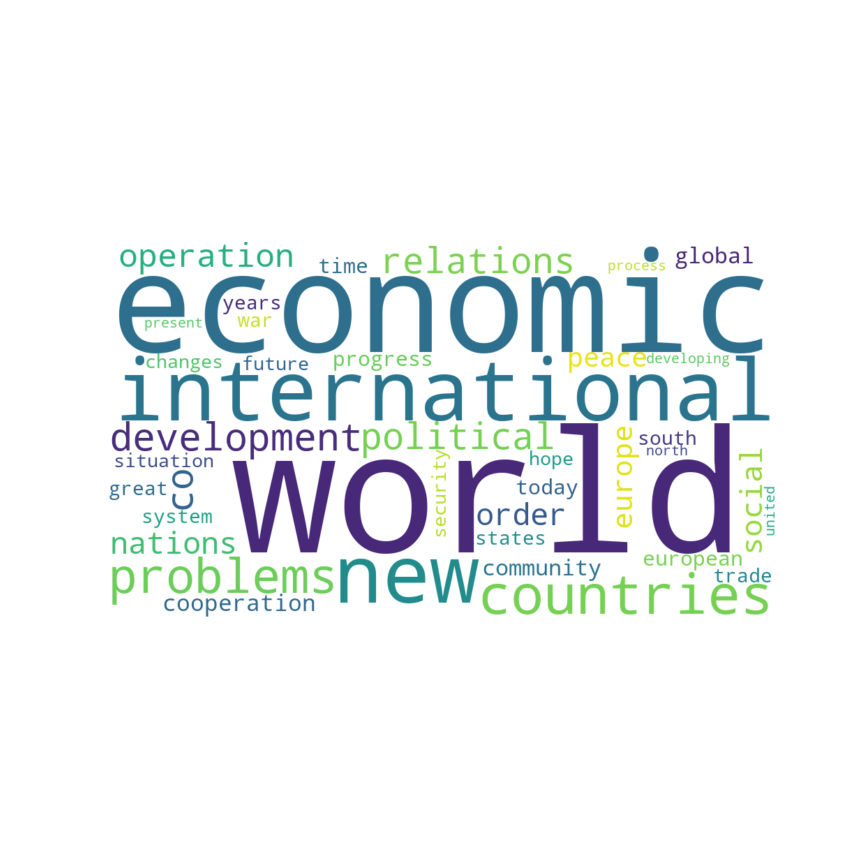 operation time relations process global
economic
years
present war
changes future progress peace developing
international
development political europe south
situation co world security hope north social
great today united
system order
nations states
problems new community european
cooperation countries trade